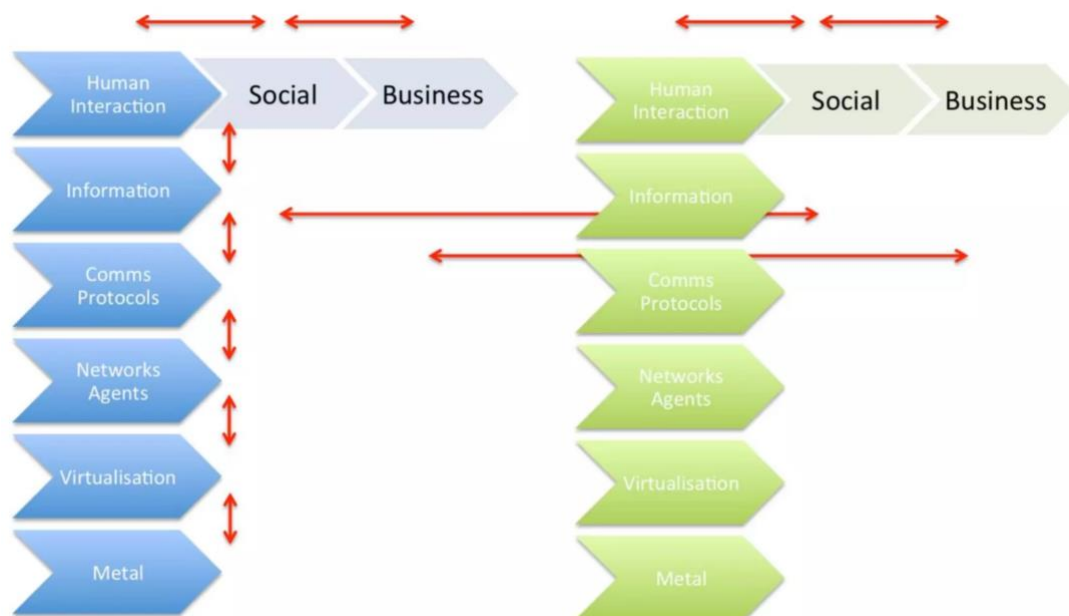 Human
Interaction
Social
Business
Information
Comms
Protocols
Networks
Agents
Virtualisation
Metal
Human
Interaction
Social
Business
Information
Comms
Protocols
Networks
Agents
Virtualisation
Metal